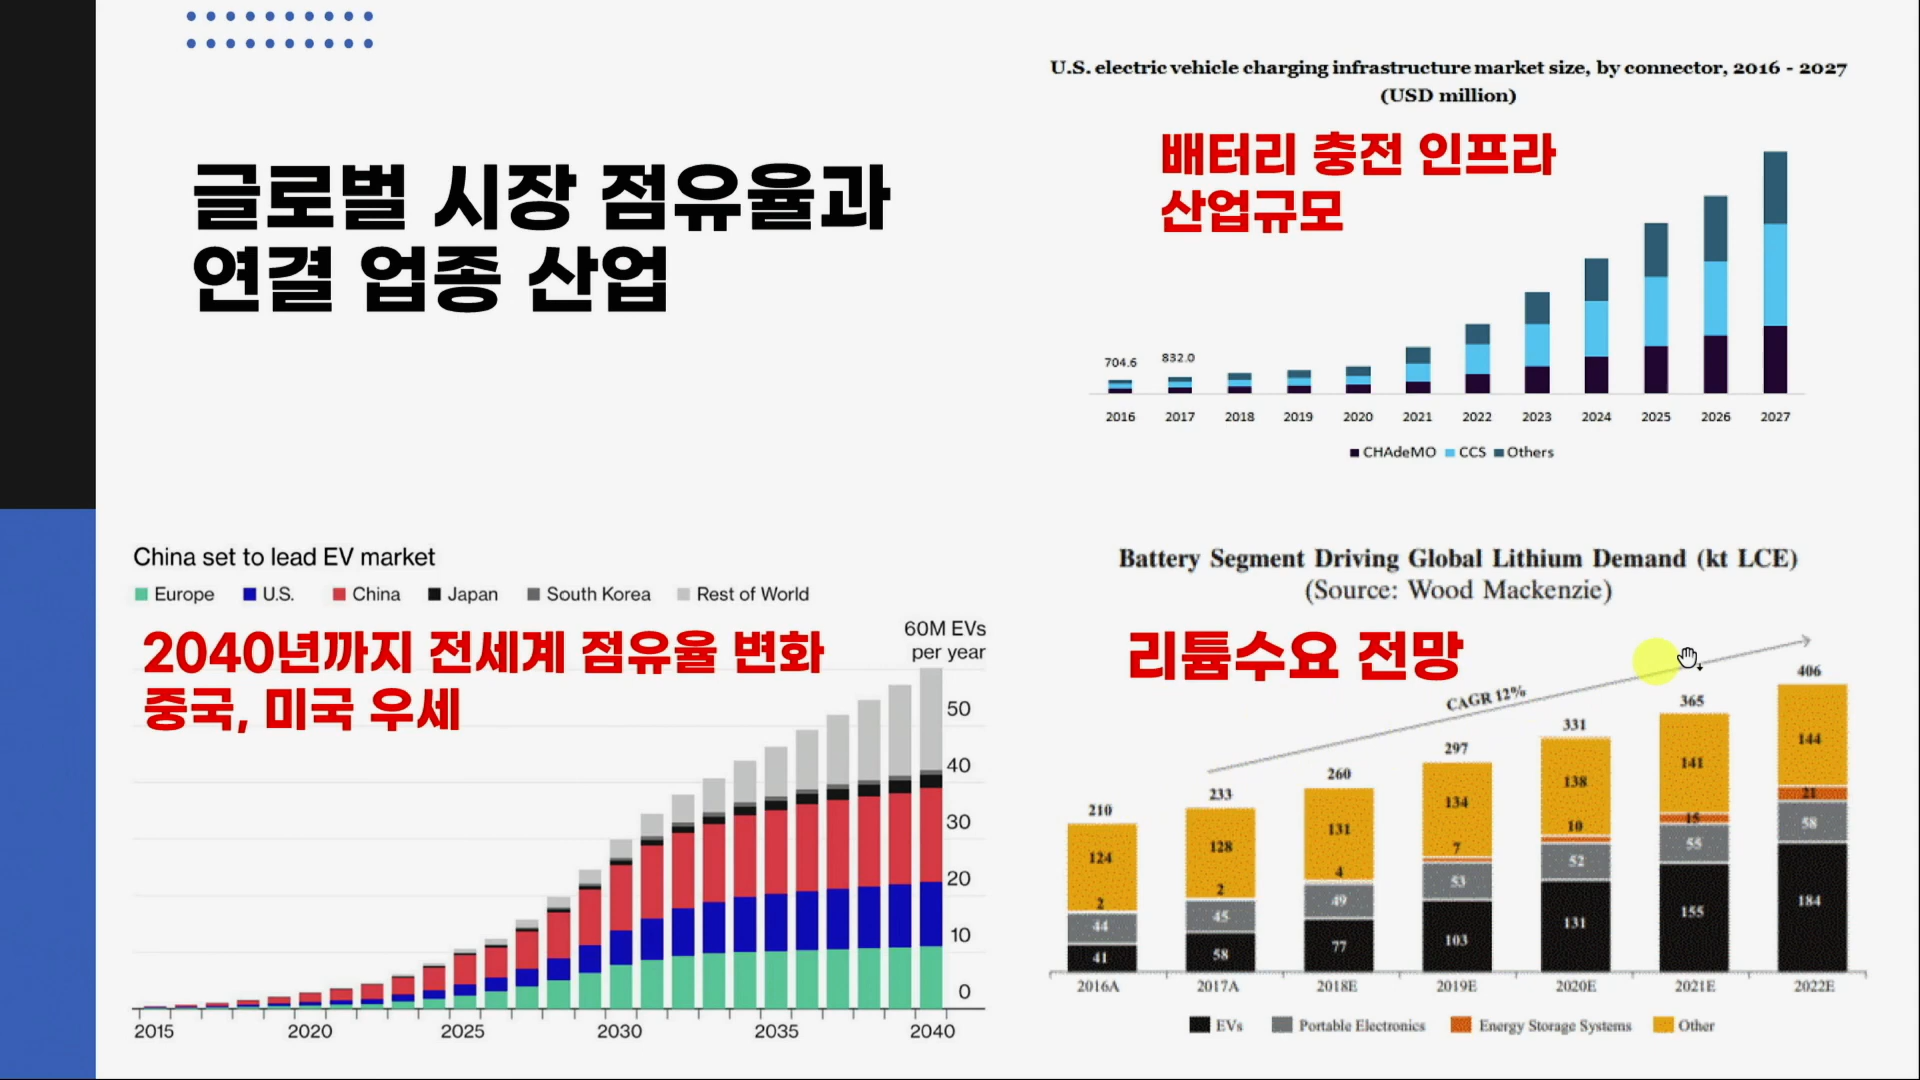 글로벌 시장 점유율과
연결 업종 산업
U.S. electric vehicle charging infrastructure market size, by connector, 2016 - 2027
(USD million)
배터리 충전 인프라
산업규모
704.6
832.0
2016 2017 2018 2019 2020 2021 2022 2023 2024 2025 2026 2027
CHAdeMO CCS Others
China set to lead EV market
Europe U.S. China Japan South Korea Rest of World
2040년까지 전세계 점유율 변화
중국, 미국 우세
60M EVs
per year
50
40
30
20
10
0
2015 2020 2025 2030 2035 2040
Battery Segment Driving Global Lithium Demand (kt LCE)
(Source: Wood Mackenzie)
리튬수요 전망
CAGR 12%
210 233 260 297 331 365 406
124 128 131 134 138 141 144
2 2 4 7 10 15 21
44 45 49 53 52 55 58
41 58 77 103 131 155 184
2016A 2017A 2018E 2019E 2020E 2021E 2022E
EVs Portable Electronics Energy Storage Systems Other